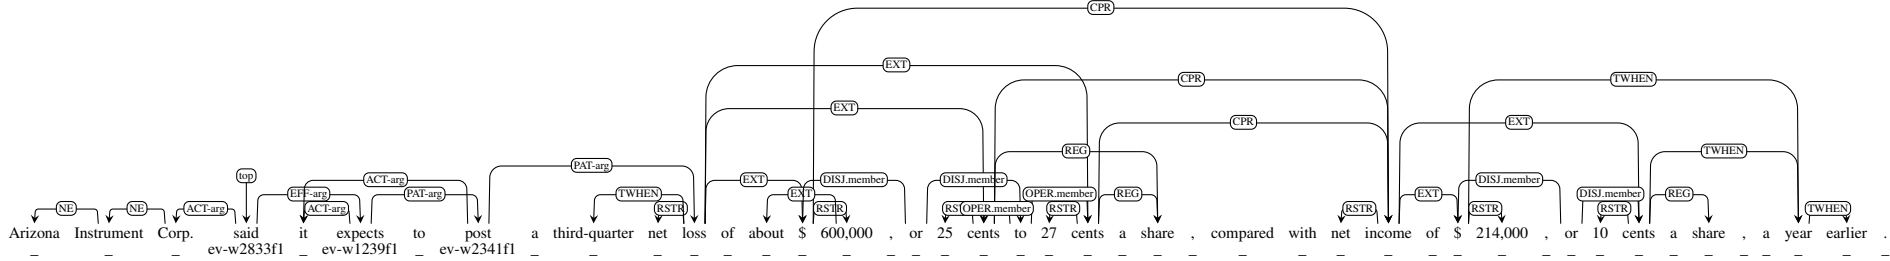 CPR
EXT
CPR TWHEN
EXT
CPR EXT
REG TWHEN
PAT-arg
top ACT-arg EXT DISJ.member DISJ.member DISJ.member
EFF-arg PAT-arg TWHEN EXT OPER.member REG EXT DISJ.member REG
NE NE ACT-arg ACT-arg RSTR RSTR OPER.member RSTR RSTR RSTR RSTR TWHEN
Arizona Instrument Corp. said it expects to post a third-quarter net loss of about $ 600,000 , or 25 cents to 27 cents a share , compared with net income of $ 214,000 , or 10 cents a share , a year earlier .
_ _ _ ev-w2833f1 _ ev-w1239f1 _ ev-w2341f1 _ _ _ _ _ _ _ _ _ _ _ _ _ _ _ _ _ _ _ _ _ _ _ _ _ _ _ _ _ _ _ _ _ _ _